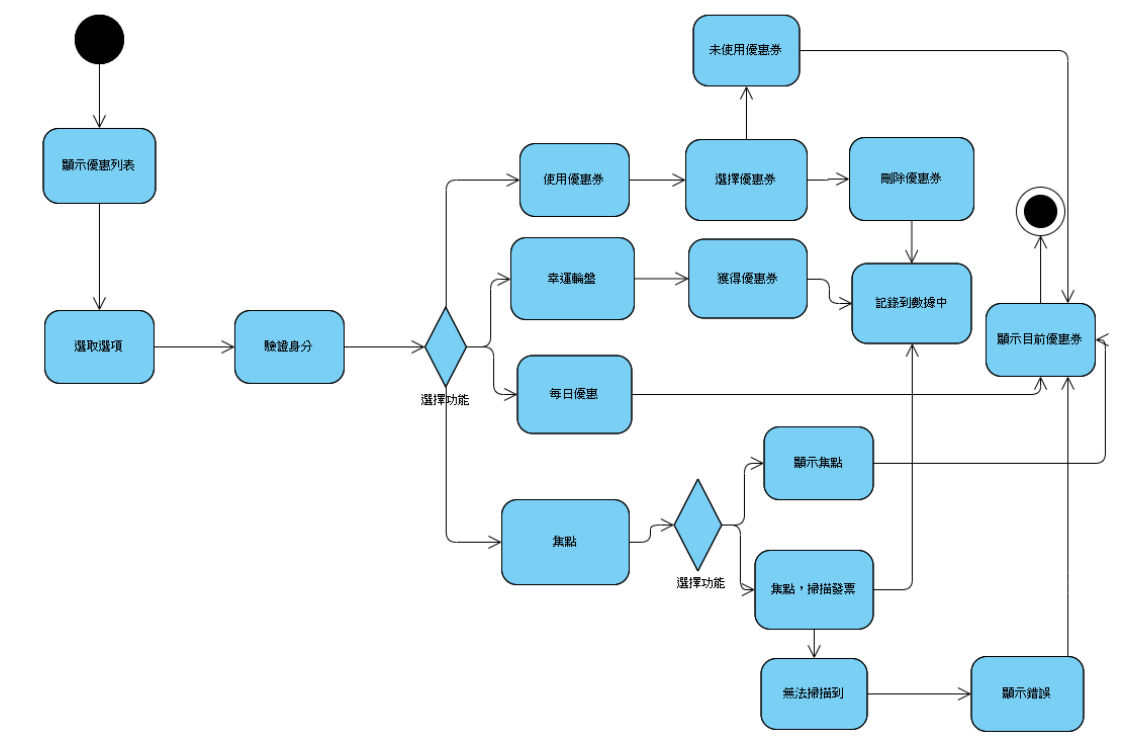 未使用優惠券
顯示優惠列表
使用優惠券
選擇優惠券
刪除優惠券
幸運輪盤
獲得優惠券
記錄到數據中
選取選項
驗證身分
選擇功能
顯示目前優惠券
每日優惠
顯示集點
集點
選擇功能
集點，掃描發票
無法掃描到
顯示錯誤